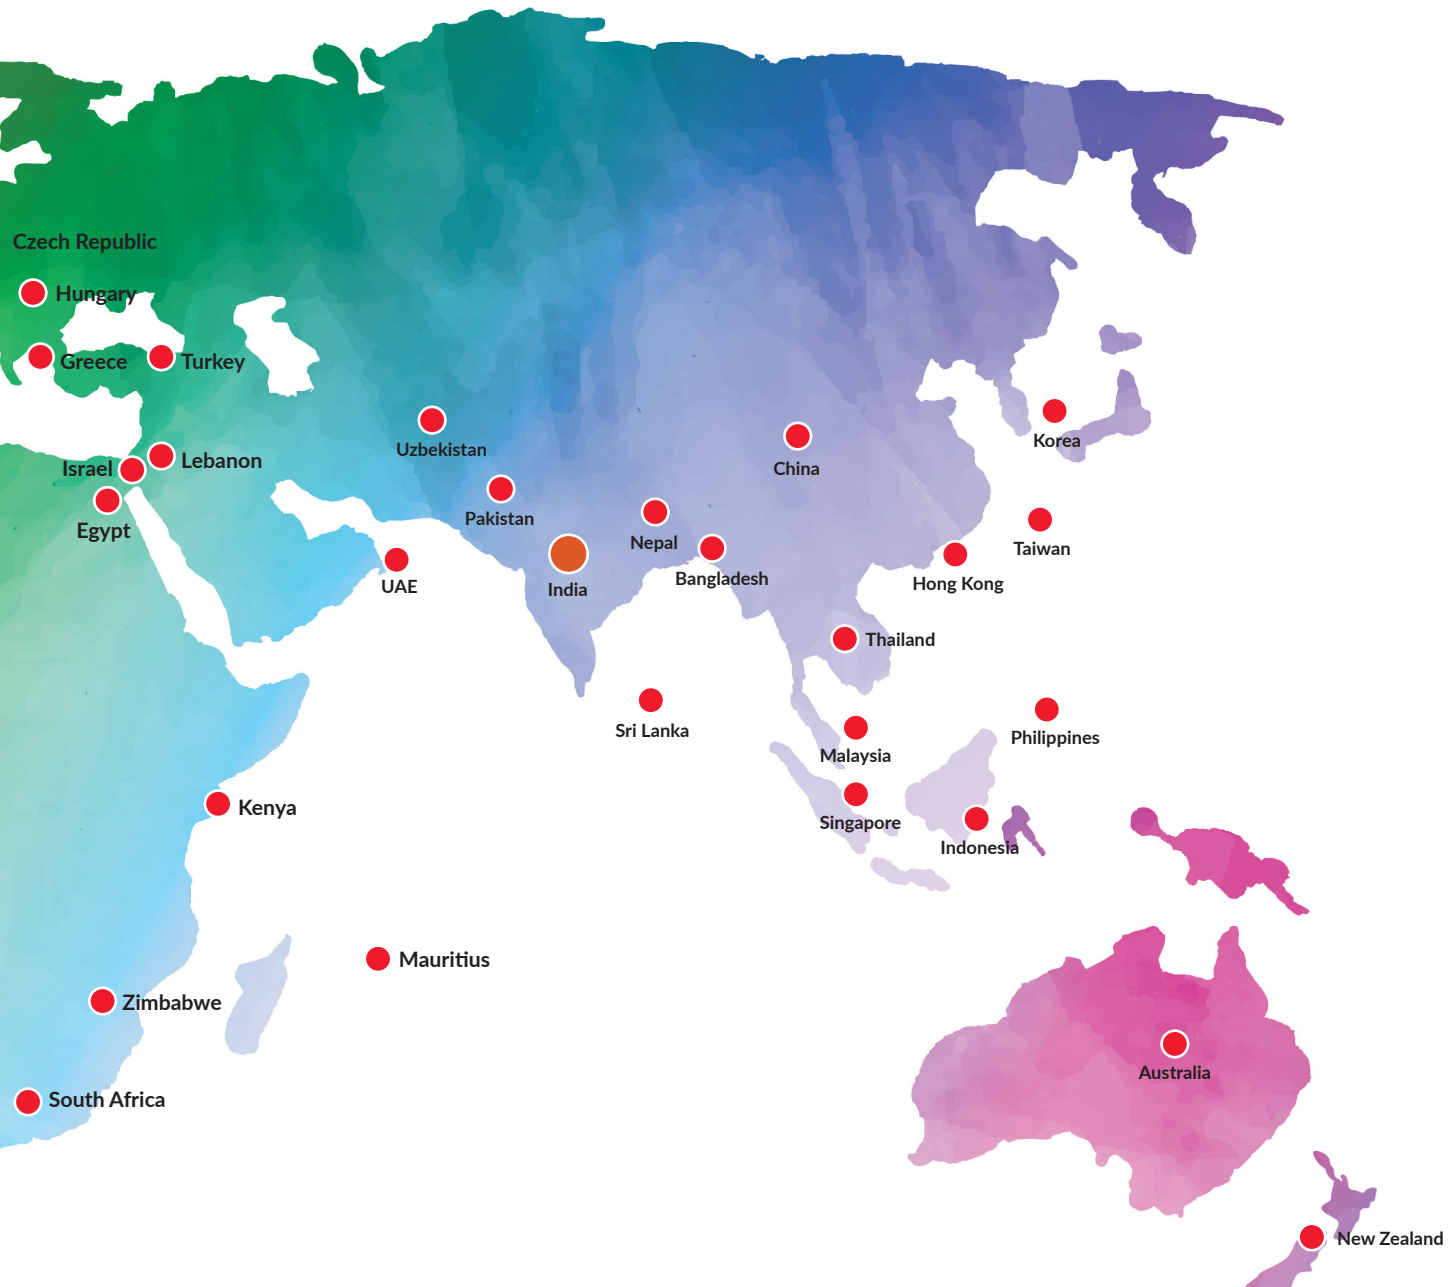 Czech Republic
Hungary
Greece
Turkey
Uzbekistan
Korea
China
Israel
Lebanon
Pakistan
Egypt
Nepal
Taiwan
Bangladesh
UAE
India
Hong Kong
Thailand
Sri Lanka
Philippines
Malaysia
Kenya
Singapore
Indonesia
Mauritius
Zimbabwe
Australia
South Africa
New Zealand